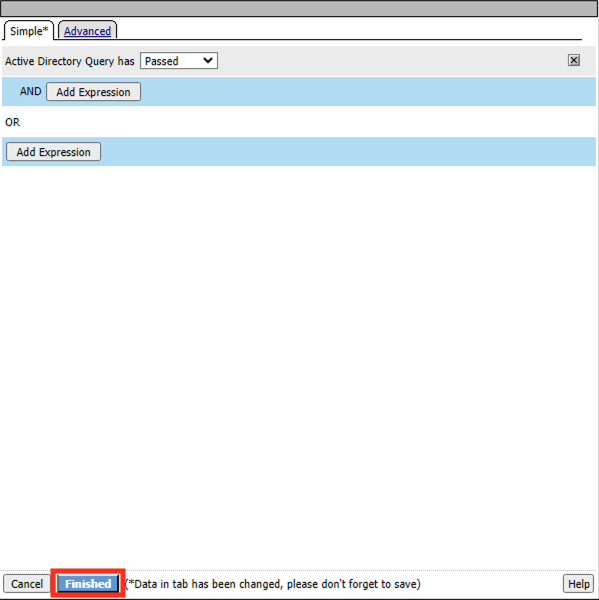 Simple* Advanced
Active Directory Query has Passed
AND Add Expression
OR
Add Expression
Cancel Finished (*Data in tab has been changed, please don't forget to save) Help